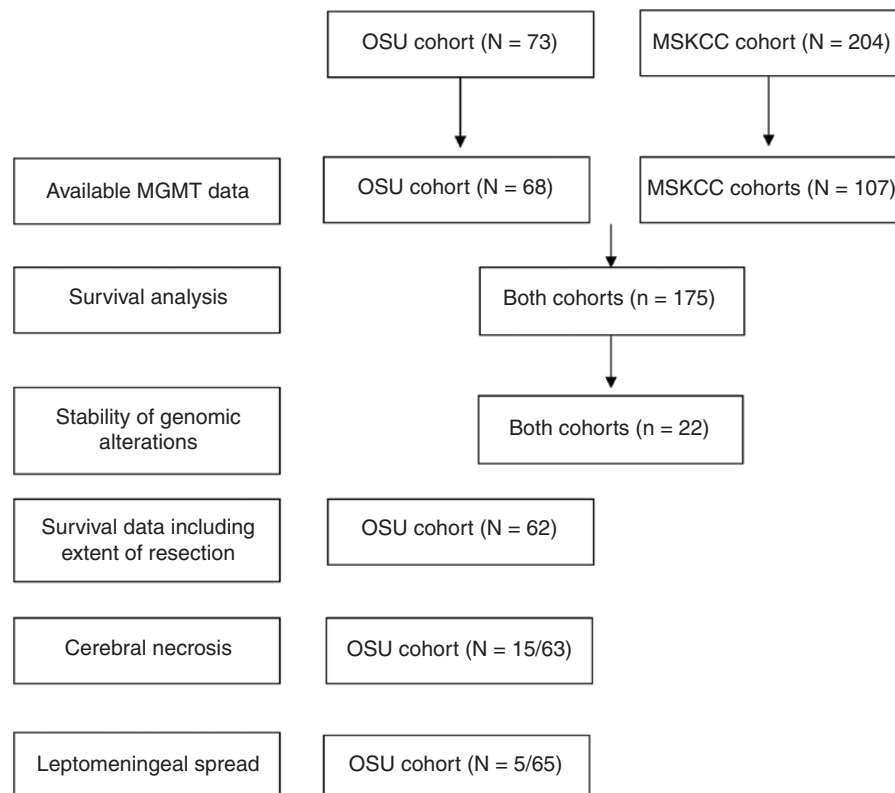 OSU cohort (N = 73)
MSKCC cohort (N = 204)
Available MGMT data
OSU cohort (N = 68)
MSKCC cohorts (N = 107)
Survival analysis
Both cohorts (n = 175)
Stability of genomic
alterations
Both cohorts (n = 22)
Survival data including
extent of resection
OSU cohort (N = 62)
Cerebral necrosis
OSU cohort (N = 15/63)
Leptomeningeal spread
OSU cohort (N = 5/65)